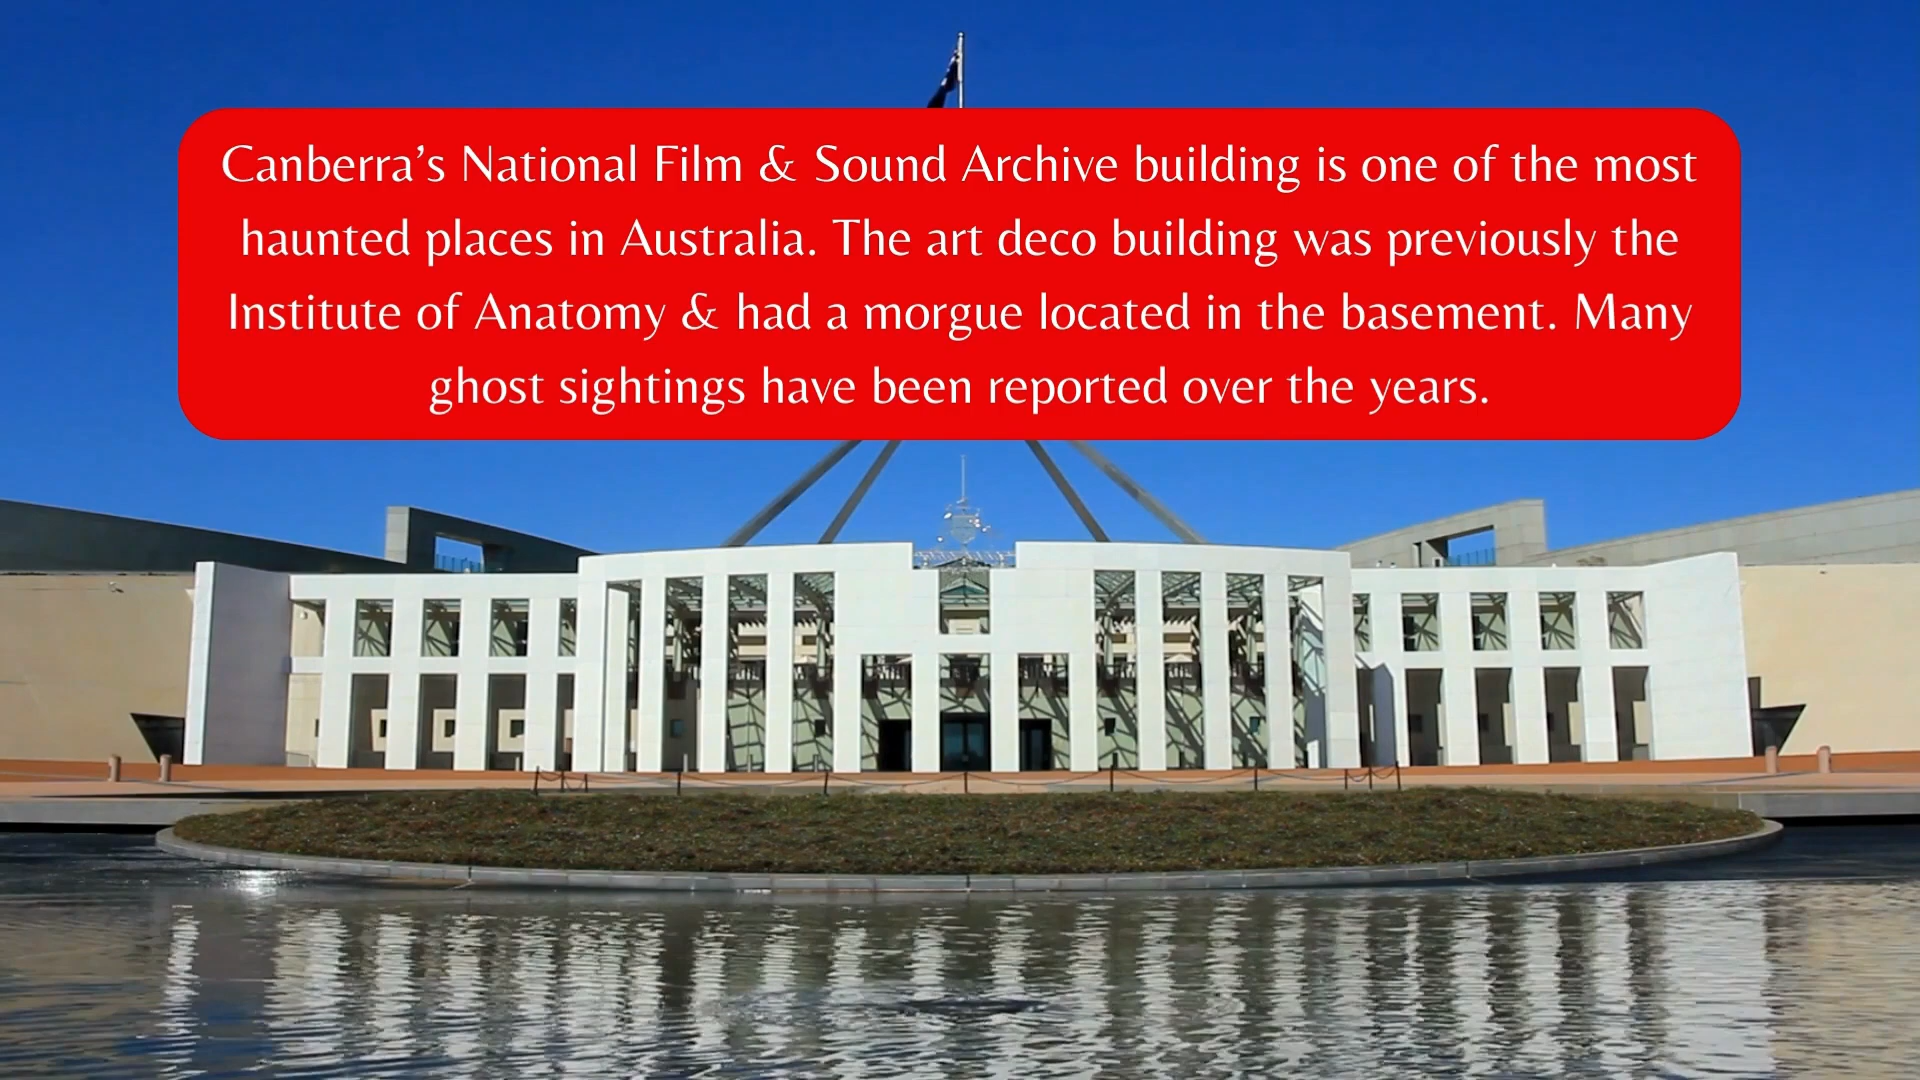 Canberra’s National Film & Sound Archive building is one of the most
haunted places in Australia. The art deco building was previously the
Institute of Anatomy & had a morgue located in the basement. Many
ghost sightings have been reported over the years.